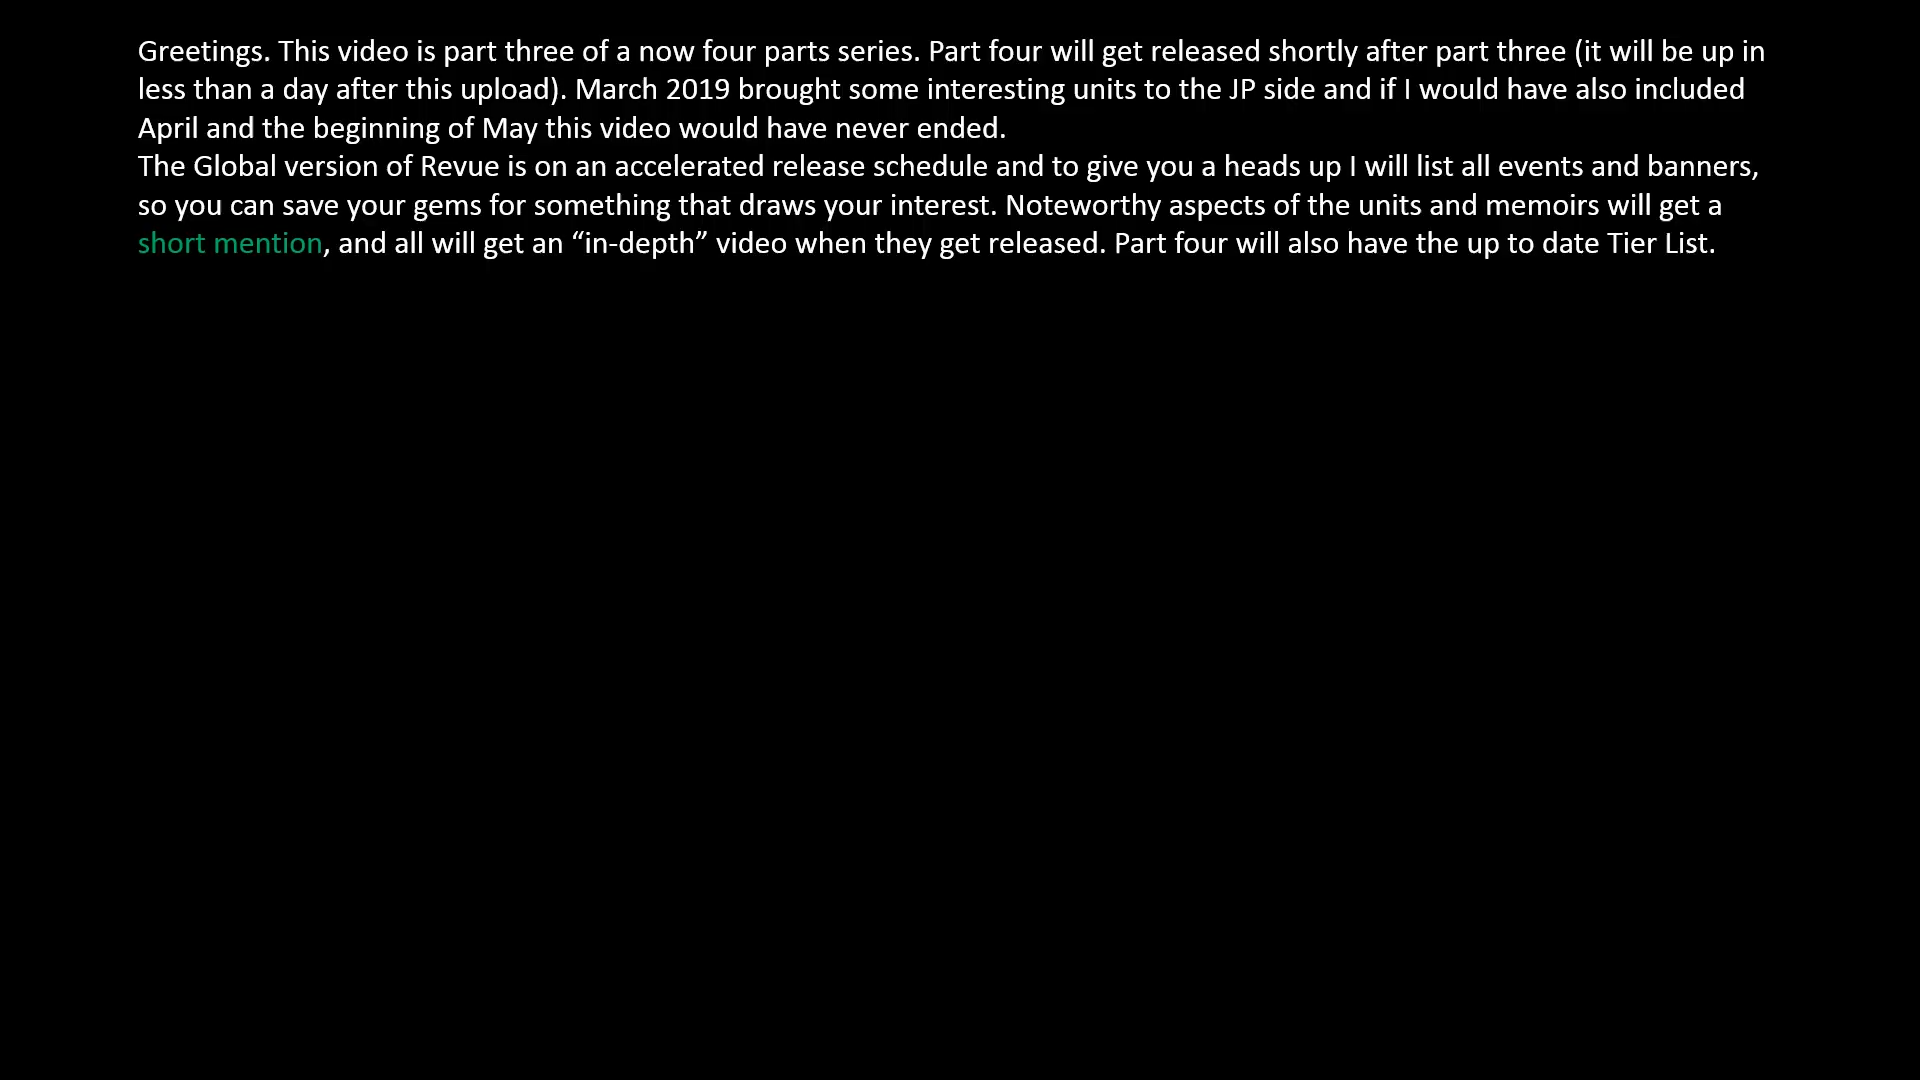 Greetings. This video is part three of a now four parts series. Part four will get released shortly after part three (it will be up in
less than a day after this upload). March 2019 brought some interesting units to the JP side and if I would have also included
April and the beginning of May this video would have never ended.
The Global version of Revue is on an accelerated release schedule and to give you a heads up I will list all events and banners,
so you can save your gems for something that draws your interest. Noteworthy aspects of the units and memoirs will get a
short mention, and all will get an “in-depth” video when they get released. Part four will also have the up to date Tier List.